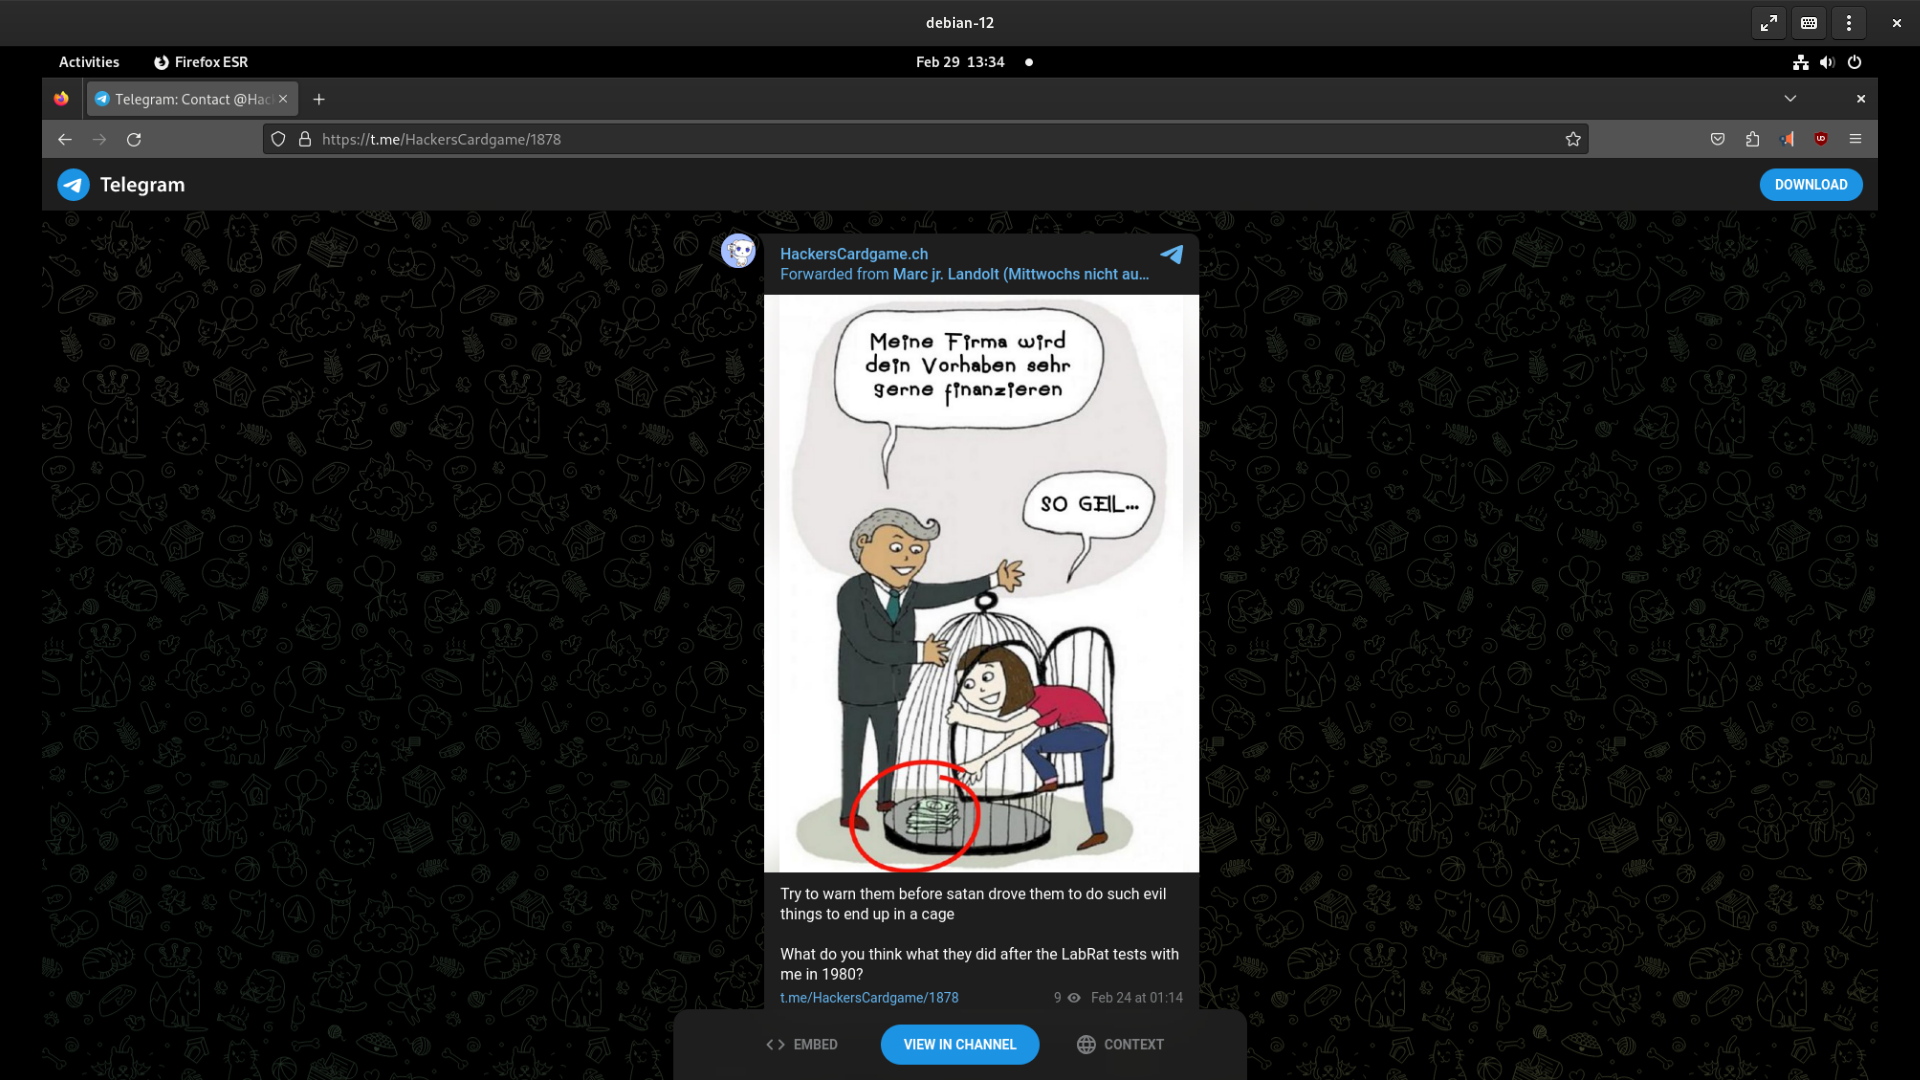 debian-12
Activities Firefox ESR Feb 29 13:34
Telegram: Contact @Hac
https://t.me/HackersCardgame/1878
Telegram
DOWNLOAD
HackersCardgame.ch
Forwarded from Marc jr. Landolt (Mittwochs nicht au...
Meine Firma wird
dein Vorhaben sehr
gerne finanzieren
SO GEIL...
Try to warn them before satan drove them to do such evil
things to end up in a cage
What do you think what they did after the LabRat tests with
me in 1980?
t.me/HackersCardgame/1878 9 Feb 24 at 01:14
EMBED VIEW IN CHANNEL CONTEXT